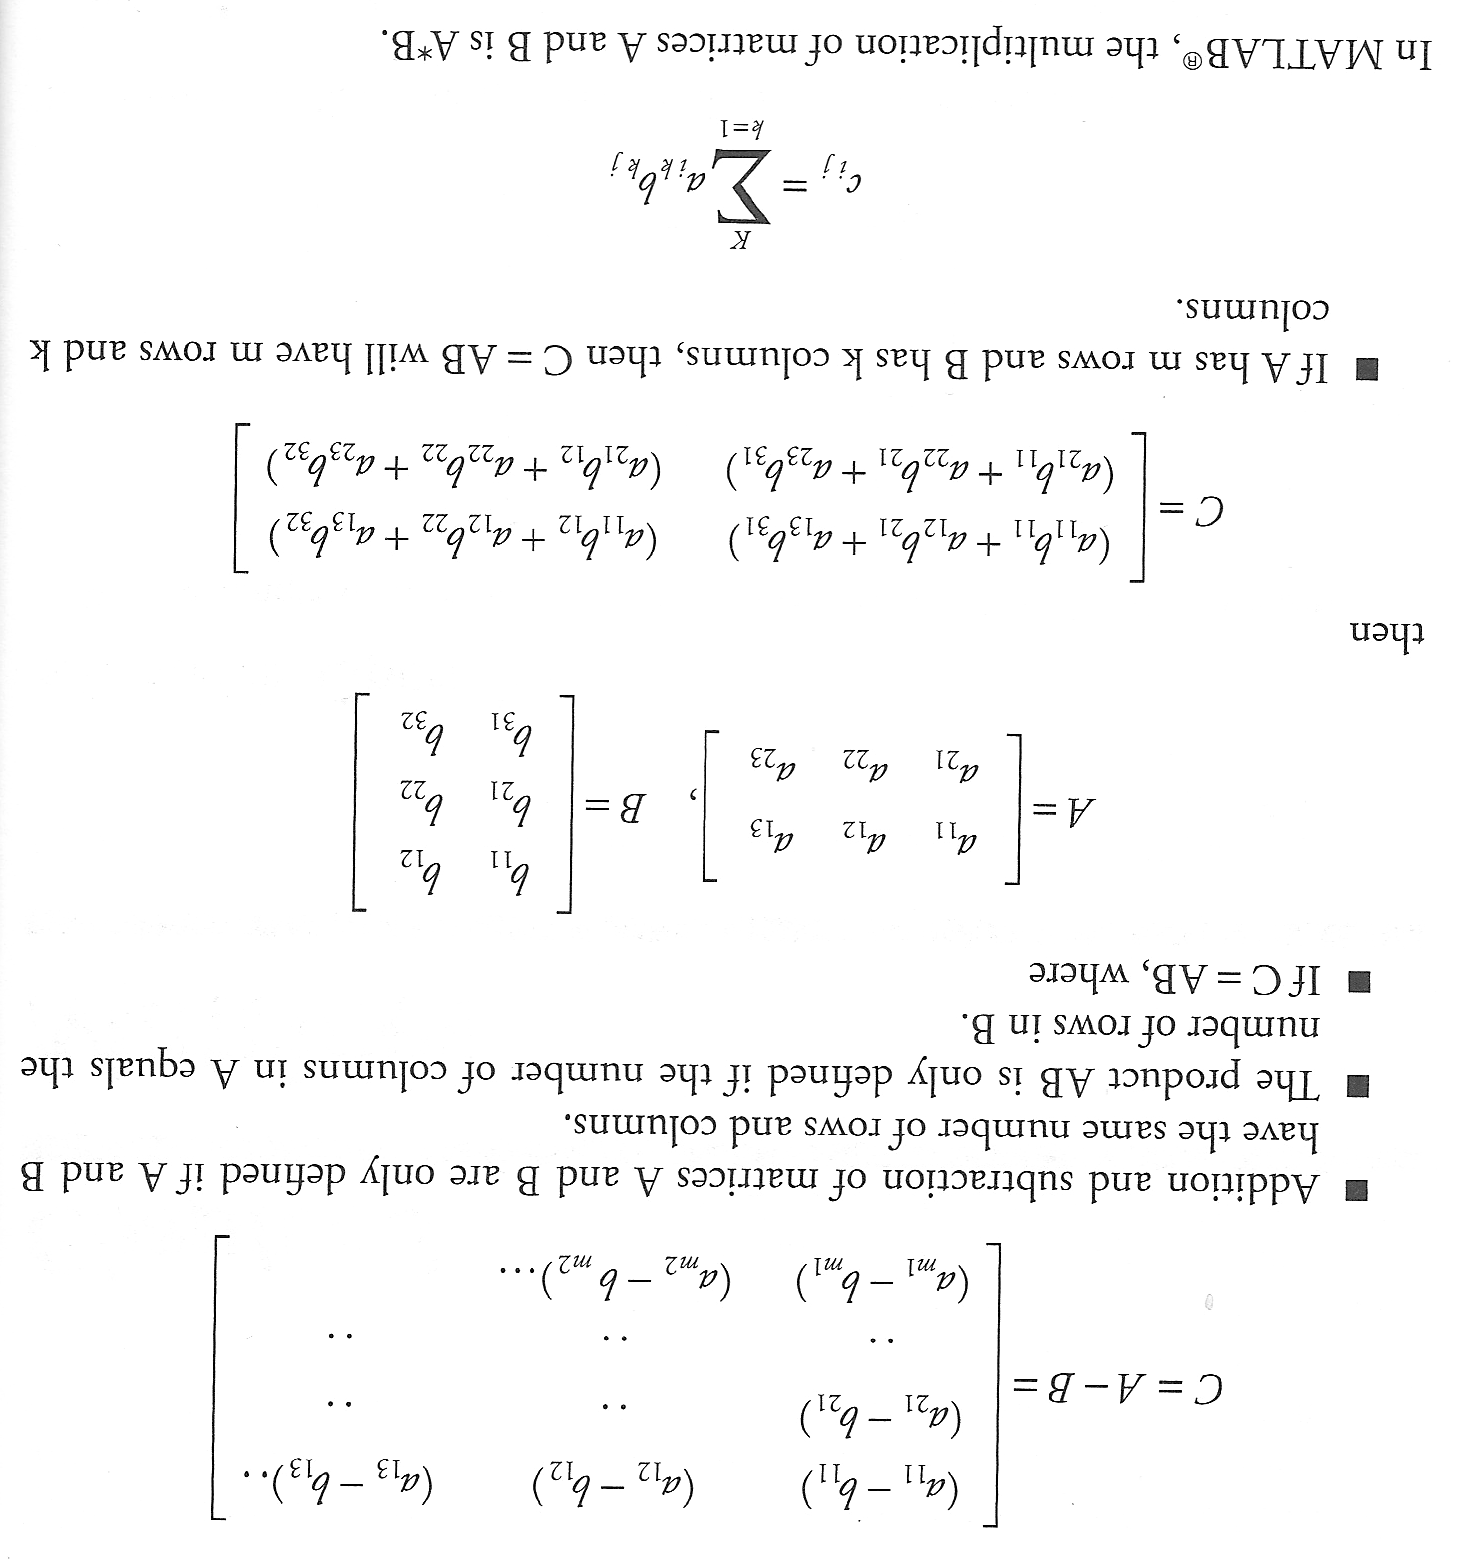 C = A − B = [ (a₁₁ − b₁₁) (a₁₂ − b₁₂) (a₁₃ − b₁₃)..
(a₂₁ − b₂₁) .. ..
.. .. ..
(aₘ₁ − bₘ₁) (aₘ₂ − bₘ₂)... ]
■ Addition and subtraction of matrices A and B are only defined if A and B
have the same number of rows and columns.
■ The product AB is only defined if the number of columns in A equals the
number of rows in B.
■ If C = AB, where
A = [ a₁₁ a₁₂ a₁₃
a₂₁ a₂₂ a₂₃ ], B = [ b₁₁ b₁₂
b₂₁ b₂₂
b₃₁ b₃₂ ]
then
C = [ (a₁₁b₁₁ + a₁₂b₂₁ + a₁₃b₃₁) (a₁₁b₁₂ + a₁₂b₂₂ + a₁₃b₃₂)
(a₂₁b₁₁ + a₂₂b₂₁ + a₂₃b₃₁) (a₂₁b₁₂ + a₂₂b₂₂ + a₂₃b₃₂) ]
■ If A has m rows and B has k columns, then C = AB will have m rows and k
columns.
K
c i j = ∑ a i k b k j
k=1
In MATLAB®, the multiplication of matrices A and B is A*B.